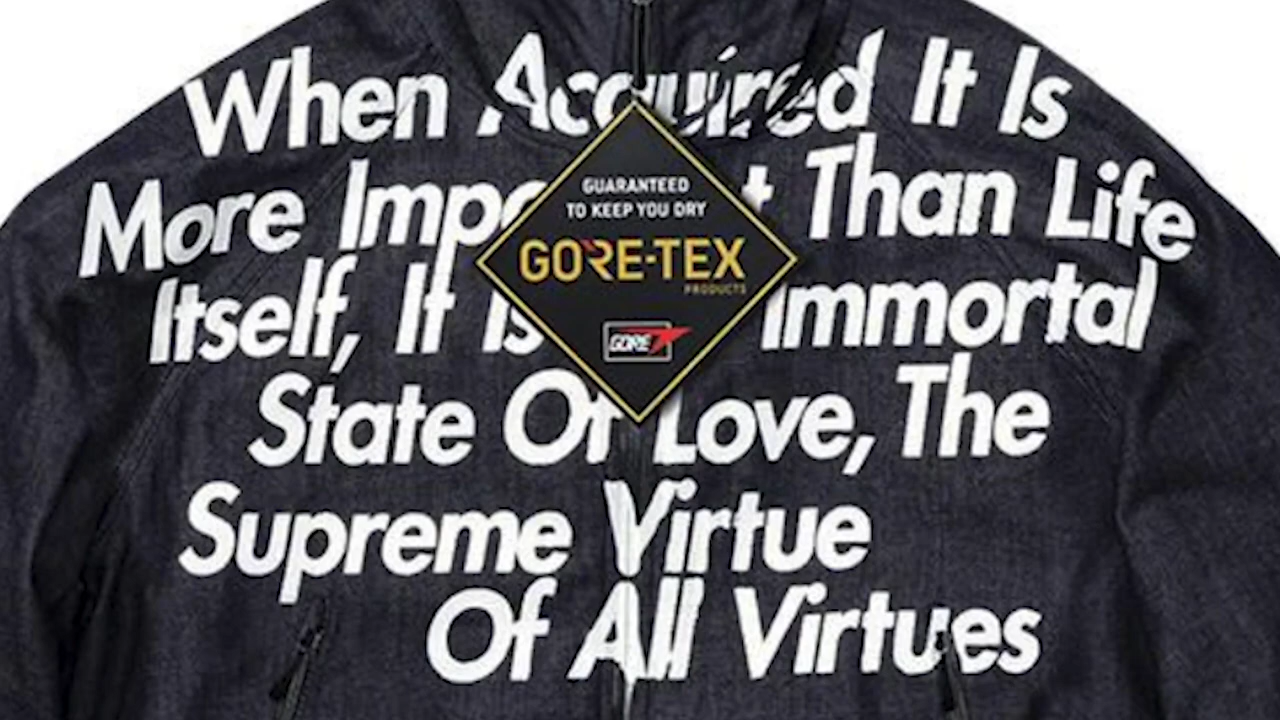 When Acquired It Is
More Important Than Life
Itself, It Is Immortal
State Of Love, The
Supreme Virtue
Of All Virtues
GUARANTEED
TO KEEP YOU DRY
GORE-TEX
PRODUCTS
GORE